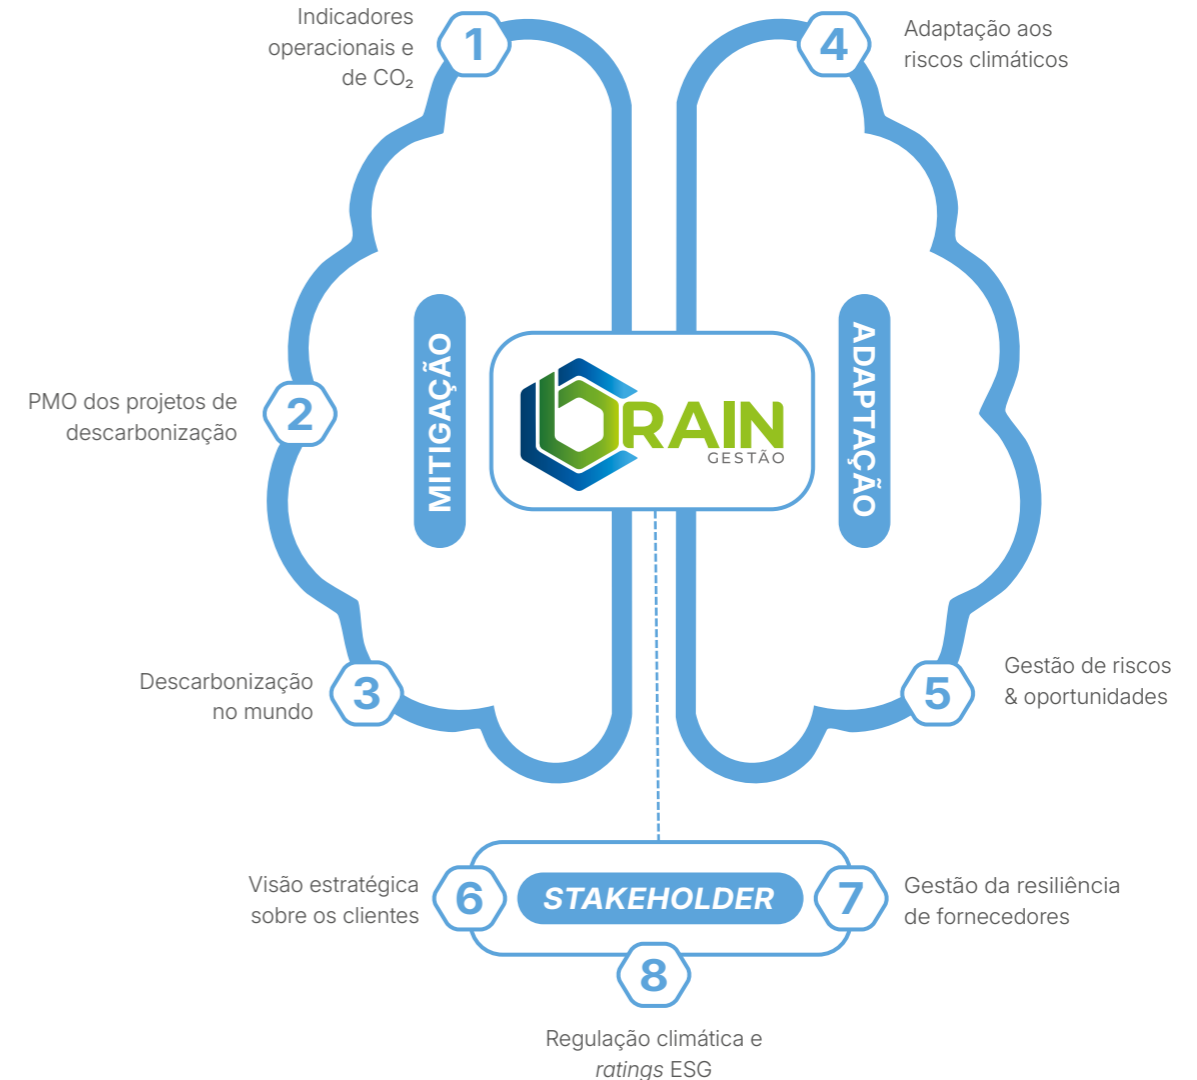 Indicadores
operacionais e
de CO₂
1
4
Adaptação aos
riscos climáticos
MITIGAÇÃO
ADAPTAÇÃO
bRAIN
GESTÃO
PMO dos projetos de
descarbonização
2
Descarbonização
no mundo
3
5
Gestão de riscos
& oportunidades
Visão estratégica
sobre os clientes
6
STAKEHOLDER
7
Gestão da resiliência
de fornecedores
8
Regulação climática e
ratings ESG